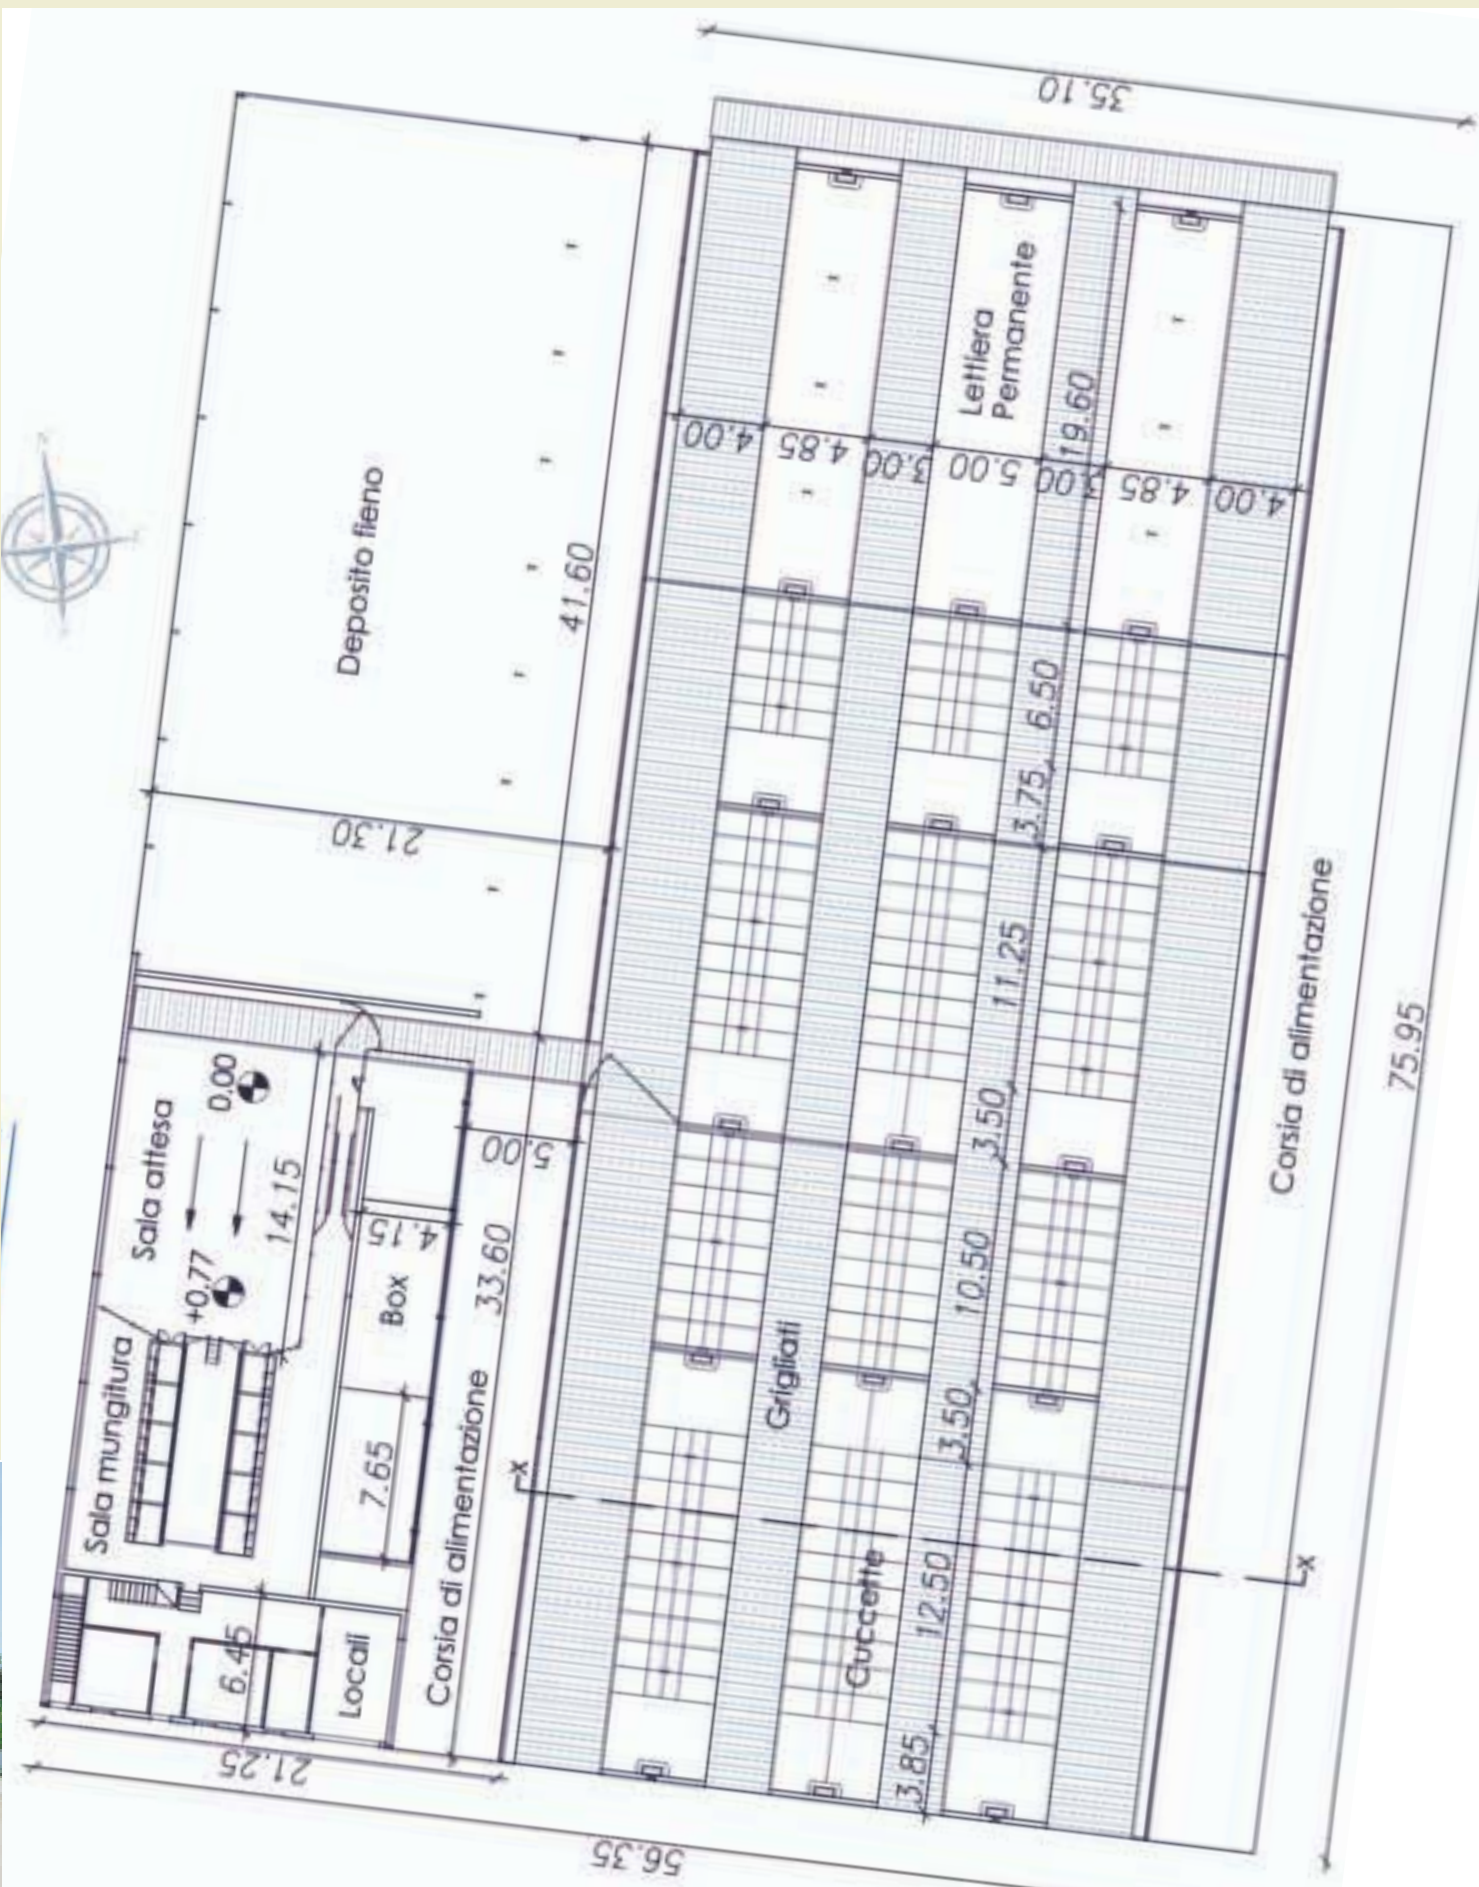 35.10
Deposito fieno
41.60
21.30
Lettiera
Permanente
19.60
4.00
4.85
3.00
5.00
3.00
4.85
4.00
6.50
3.75
11.25
3.50
10.50
3.50
12.50
3.85
Sala attesa
0.00
+0.77
14.15
Sala mungitura
5.00
4.15
Box
33.60
7.65
Corsia di alimentazione
6.45
Locali
21.25
56.35
Grigliati
Cuccette
x
x
Corsia di alimentazione
75.95